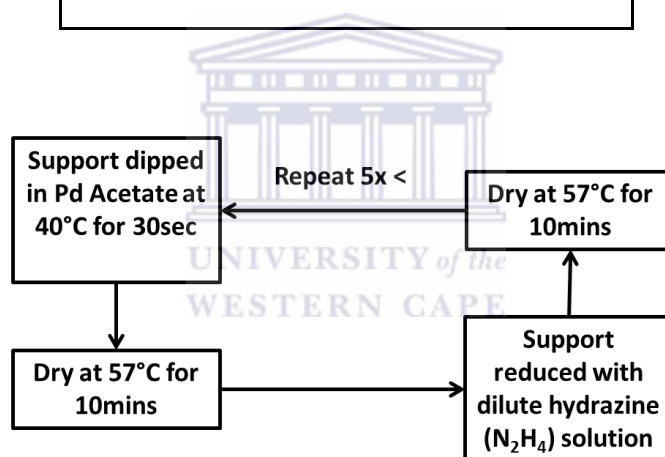 Support dipped
in Pd Acetate at
40°C for 30sec
Repeat 5x <
Dry at 57°C for
10mins
UNIVERSITY of the
WESTERN CAPE
Dry at 57°C for
10mins
Support
reduced with
dilute hydrazine
(N₂H₄) solution